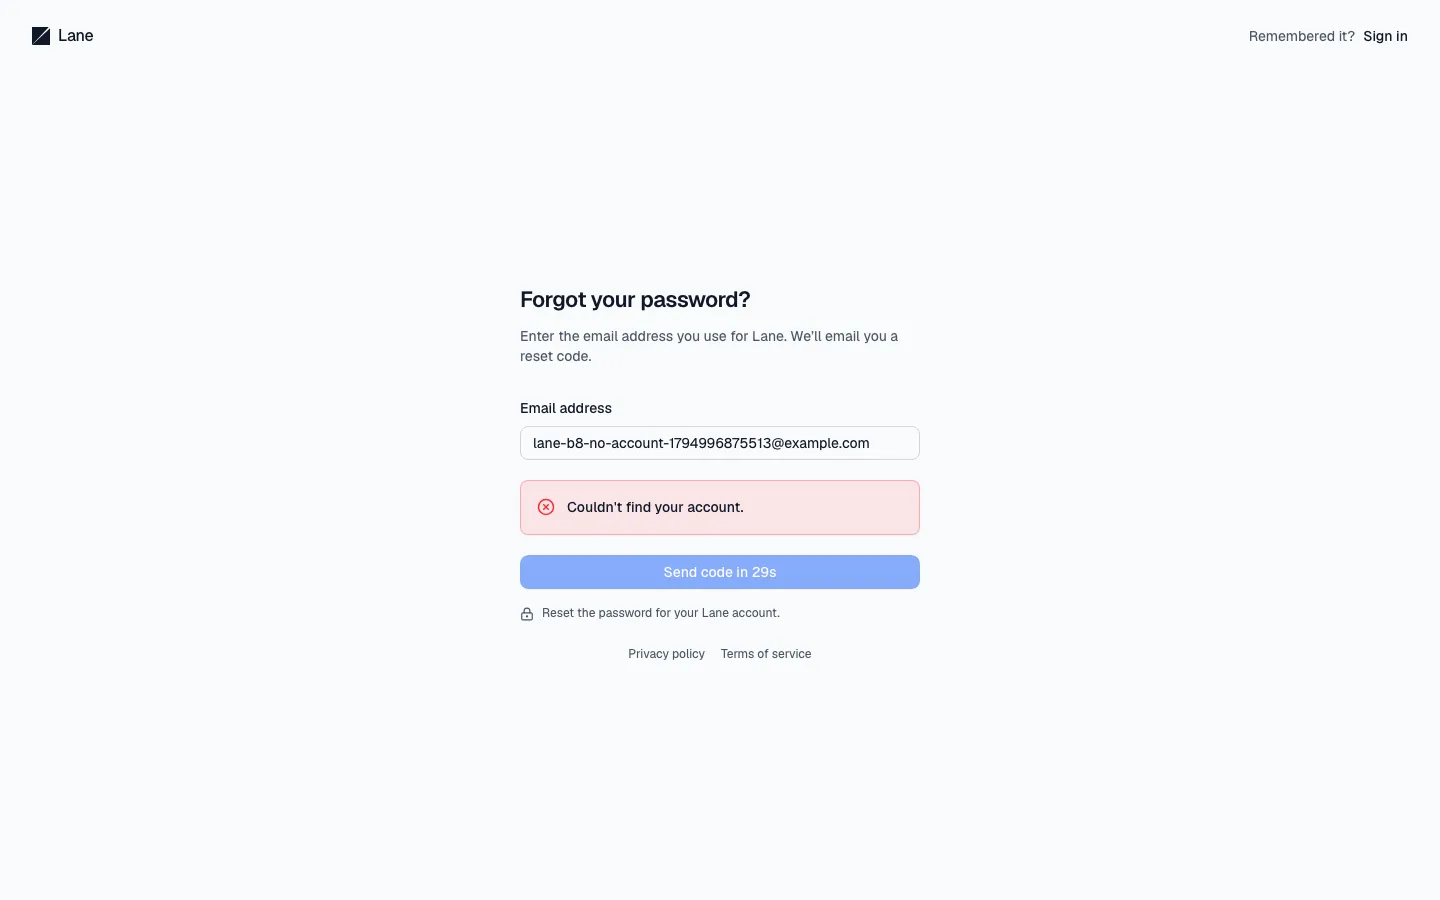 Lane
Remembered it? Sign in
Forgot your password?
Enter the email address you use for Lane. We'll email you a
reset code.
Email address
lane-b8-no-account-1794996875513@example.com
Couldn't find your account.
Send code in 29s
Reset the password for your Lane account.
Privacy policy Terms of service